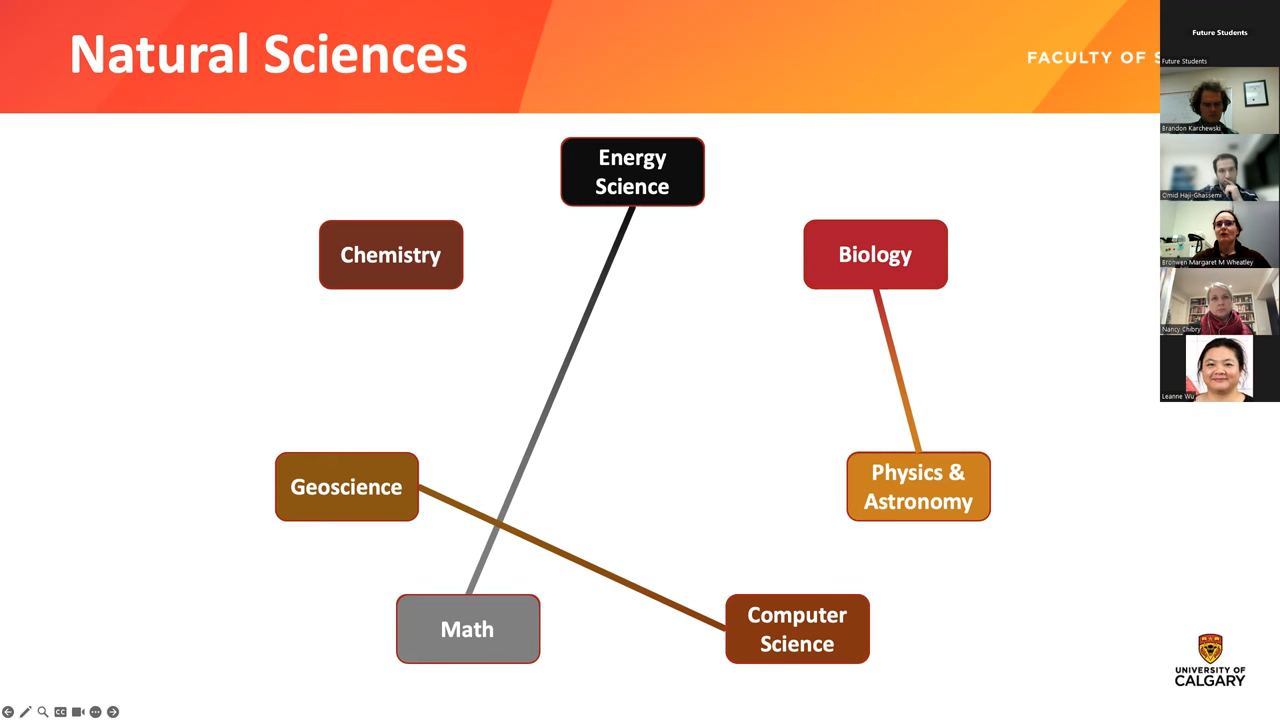 Natural Sciences
FACULTY OF S
Future Students
Future Students
Brandon Karchewski
Omid Haji-Ghassemi
Bronwen Margaret M Wheatley
Nancy Chibry
Leanne Wu
Energy
Science
Chemistry
Biology
Geoscience
Physics &
Astronomy
Math
Computer
Science
UNIVERSITY OF
CALGARY
CC